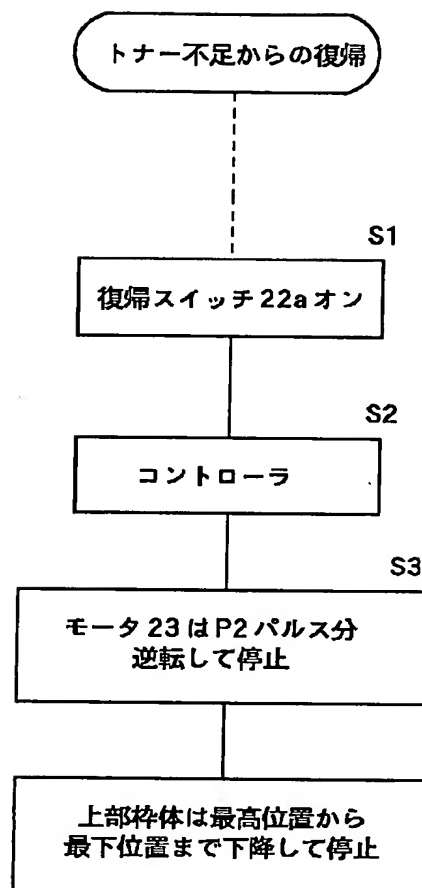 トナー不足からの復帰
S1
復帰スイッチ22aオン
S2
コントローラ
S3
モータ23はP2パルス分
逆転して停止
上部枠体は最高位置から
最下位置まで下降して停止